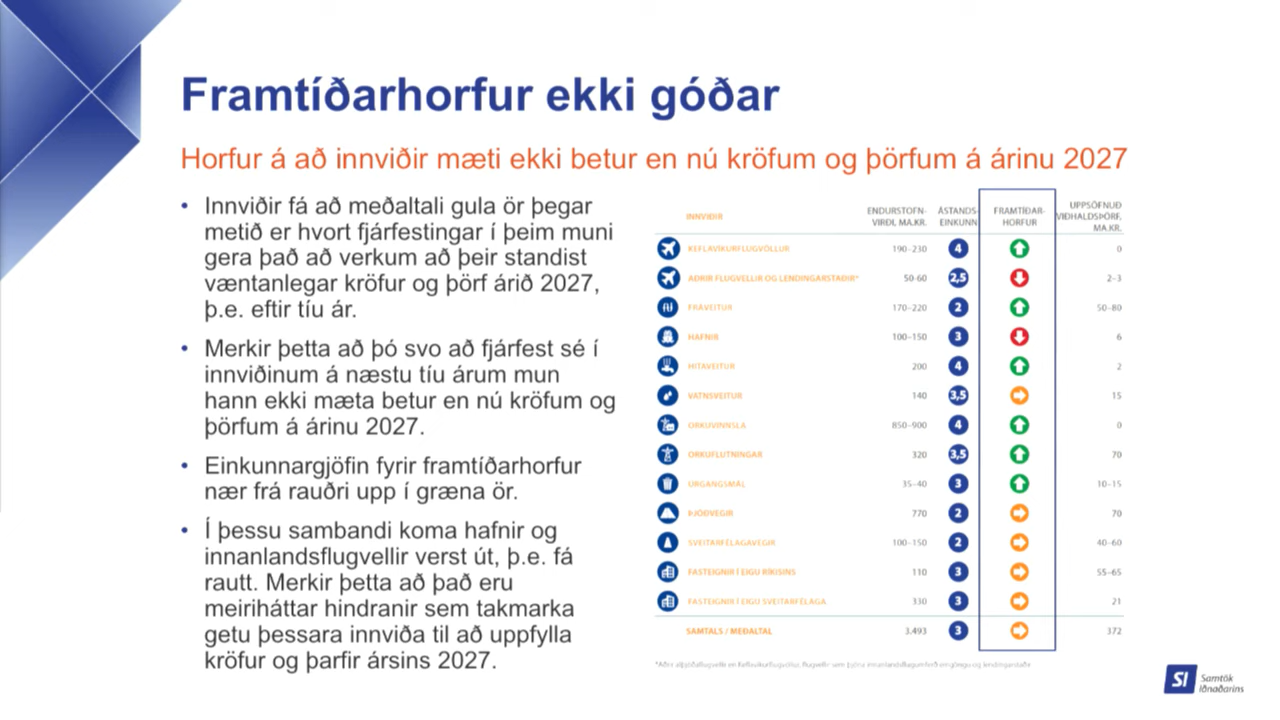 Framtíðarhorfur ekki góðar
Horfur á að innviðir mæti ekki betur en nú kröfum og þörfum á árinu 2027
• Innviðir fá að meðaltali gula ör þegar
metið er hvort fjárfestingar í þeim muni
gera það að verkum að þeir standist
væntanlegar kröfur og þörf árið 2027,
þ.e. eftir tíu ár.
• Merkir þetta að þó svo að fjárfest sé í
innviðinum á næstu tíu árum mun
hann ekki mæta betur en nú kröfum og
þörfum á árinu 2027.
• Einkunnargjöfin fyrir framtíðarhorfur
nær frá rauðri upp í græna ör.
• Í þessu sambandi koma hafnir og
innanlandsflugvellir verst út, þ.e. fá
rautt. Merkir þetta að það eru
meiriháttar hindranir sem takmarka
getu þessara innviða til að uppfylla
kröfur og þarfir ársins 2027.
INNVIÐIR ENDURSTOFN- VIRÐI, MA.KR. ÁSTANDS- EINKUNN FRAMTÍÐAR- HORFUR UPPSÖFNUÐ VIÐHALDSÞÖRF, MA.KR.
KEFLAVÍKURFLUGVÖLLUR 190–230 4 0
AÐRIR FLUGVELLIR OG LENDINGARSTAÐIR* 50-60 2,5 2–3
FRÁVEITUR 170–220 2 50–80
HAFNIR 100–150 3 6
HITAVEITUR 200 4 2
VATNSVEITUR 140 3,5 15
ORKUVINNSLA 850–900 4 0
ORKUFLUTNINGAR 320 3,5 70
ÚRGANGSMÁL 35–40 3 10–15
ÞJÓÐVEGIR 770 2 70
SVEITARFÉLAGAVEGIR 100–150 2 40–60
FASTEIGNIR Í EIGU RÍKISINS 110 3 55–65
FASTEIGNIR Í EIGU SVEITARFÉLAGA 330 3 21
SAMTALS / MEÐALTAL 3.493 3 372
SI Samtök
iðnaðarins